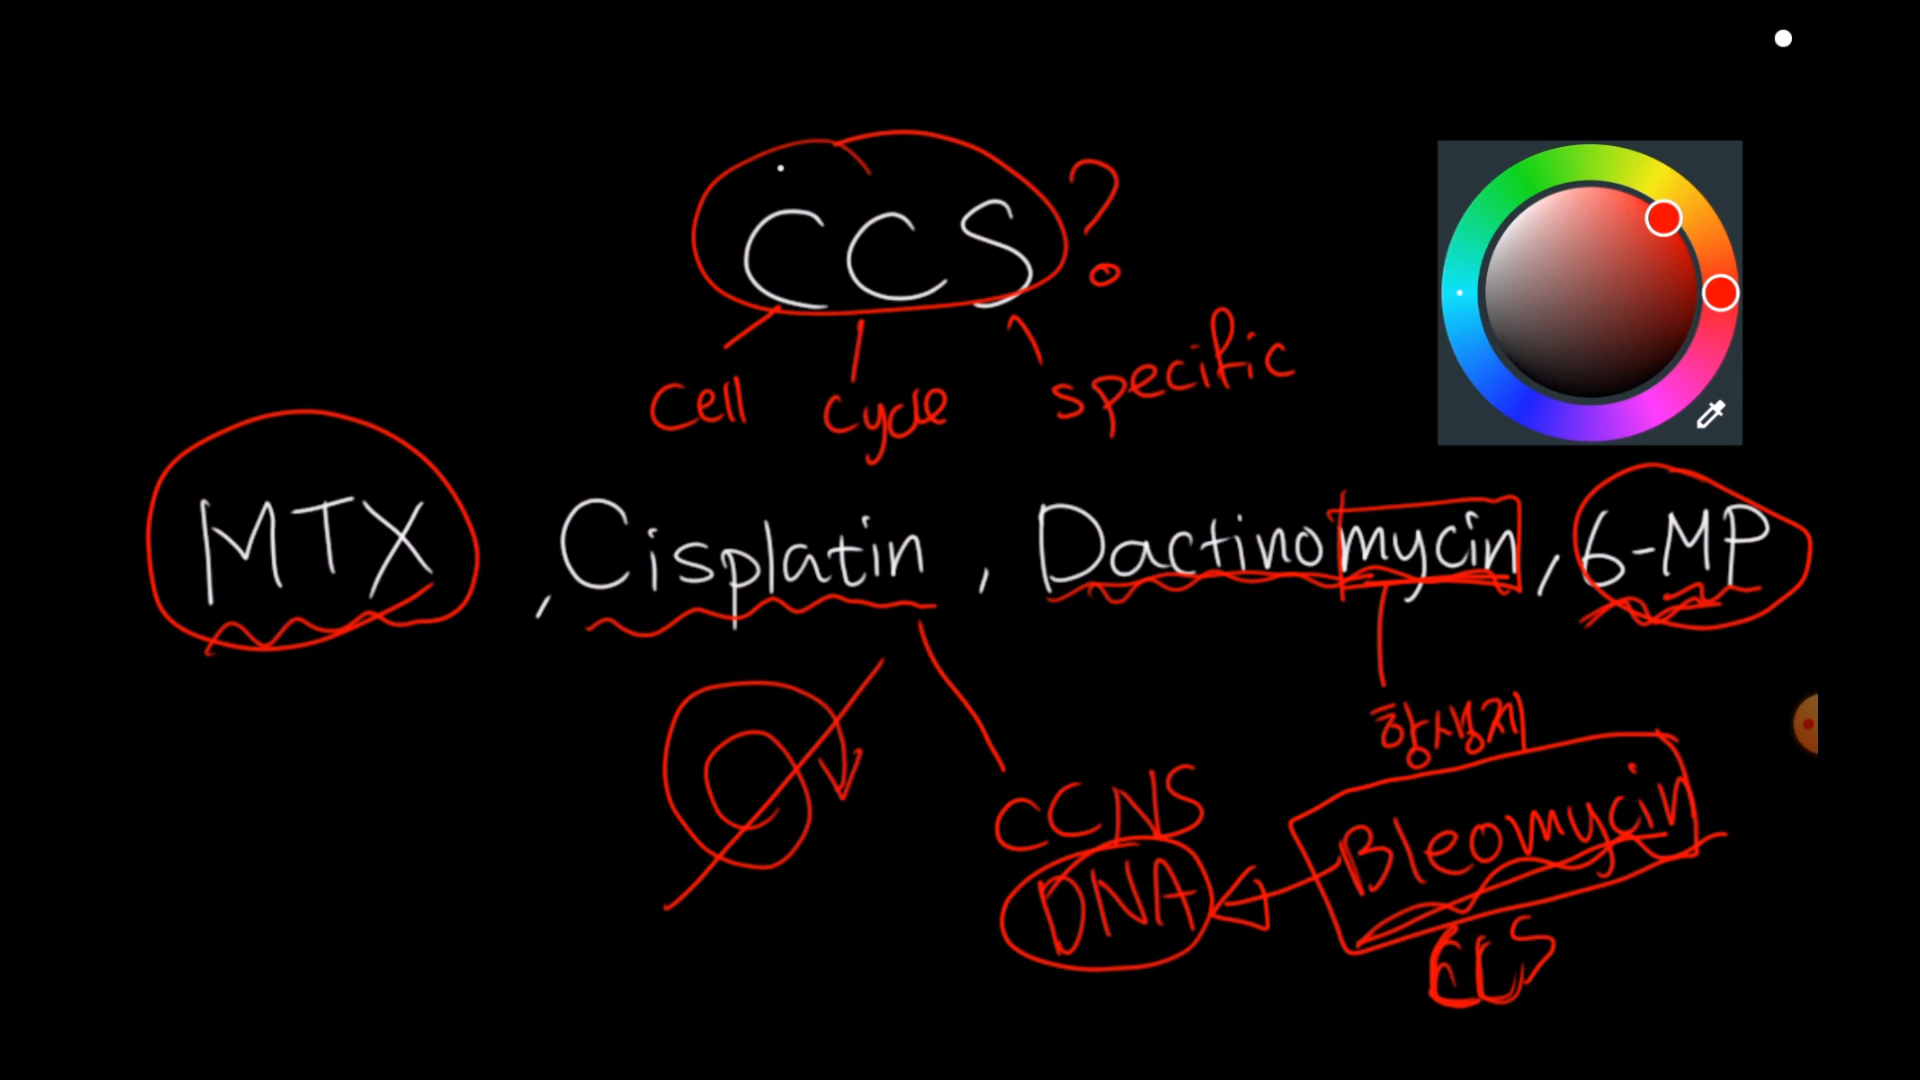 CCS?
Cell cycle specific
MTX, Cisplatin, Dactinomycin, 6-MP
항생제
CCNS
Bleomycin
DNA
CCS